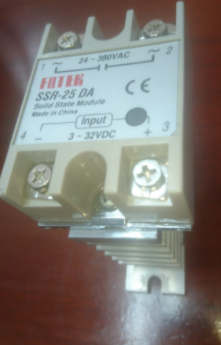 1 ~ 24 - 380VAC ~ 2
FOTEK
SSR-25 DA
Solid State Module
Made in China
CE
Input
4 - 3 ~ 32VDC + 3